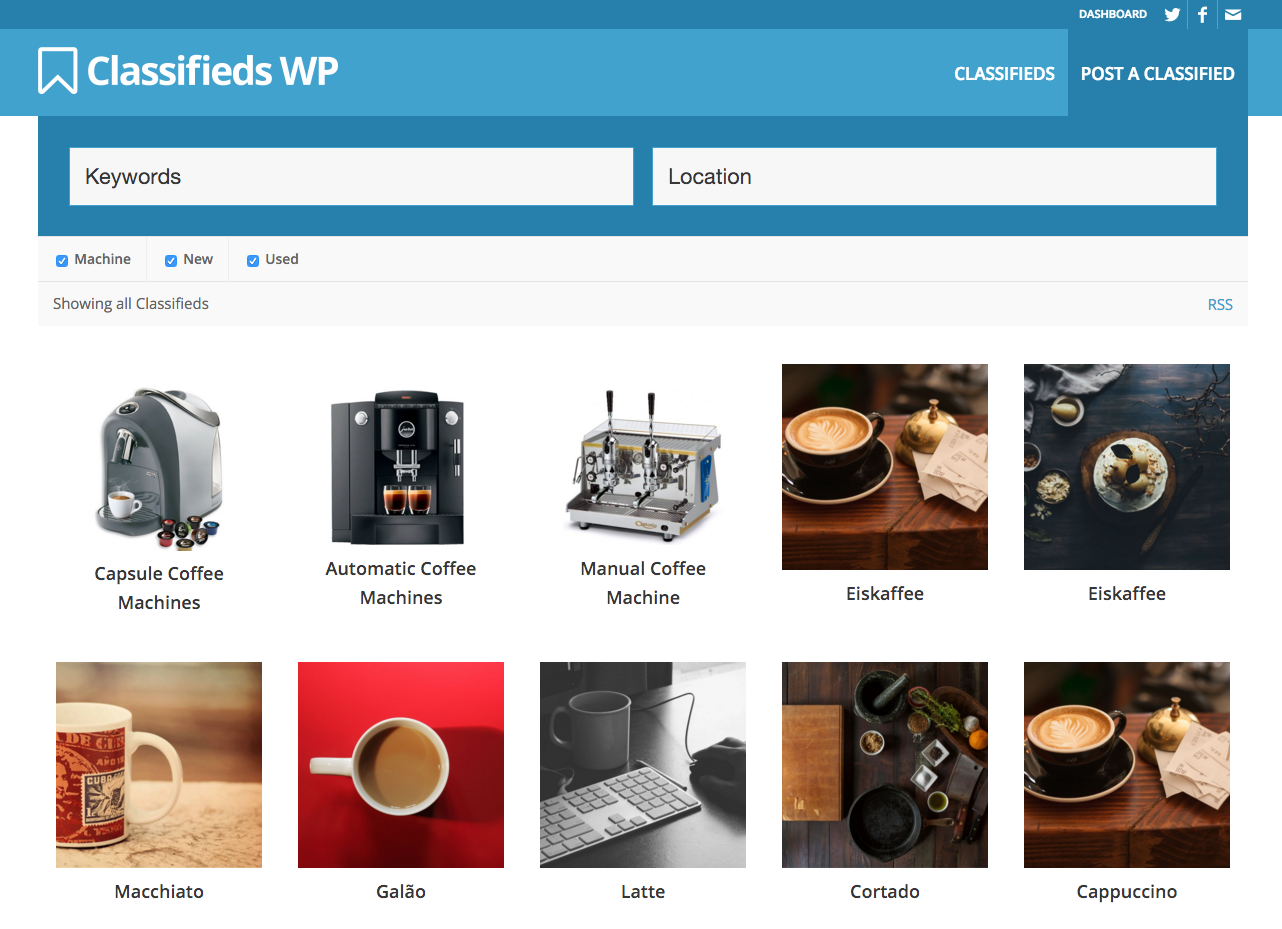 DASHBOARD
Classifieds WP
CLASSIFIEDS
POST A CLASSIFIED
Keywords
Location
Machine
New
Used
Showing all Classifieds
RSS
Capsule Coffee
Machines
Automatic Coffee
Machines
Manual Coffee
Machine
Eiskaffee
Eiskaffee
Macchiato
Galão
Latte
Cortado
Cappuccino